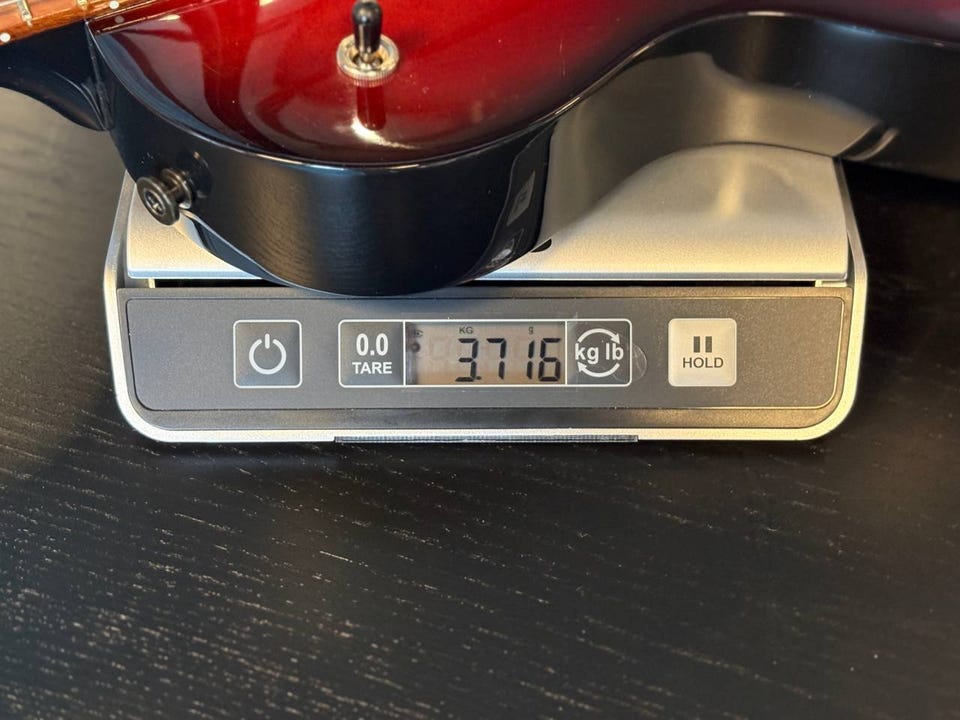 0.0
TARE
KG g
3.716
kg lb
HOLD